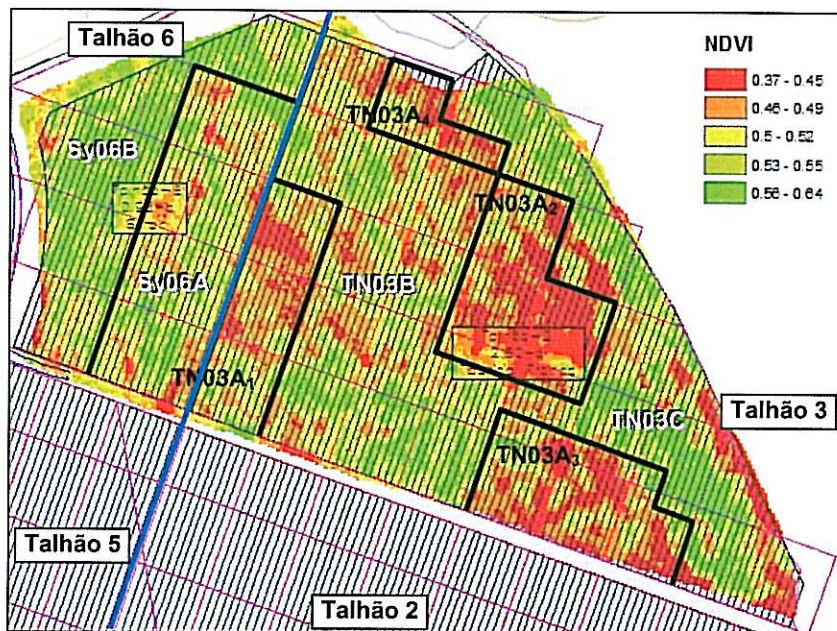 Talhão 6
NDVI
0.37 - 0.45
0.46 - 0.49
0.5 - 0.52
0.53 - 0.55
0.56 - 0.64
TN03A4
Sy06B
TN03A2
Sy06A
TN03B
TN03A1
TN03C
Talhão 3
TN03A3
Talhão 5
Talhão 2